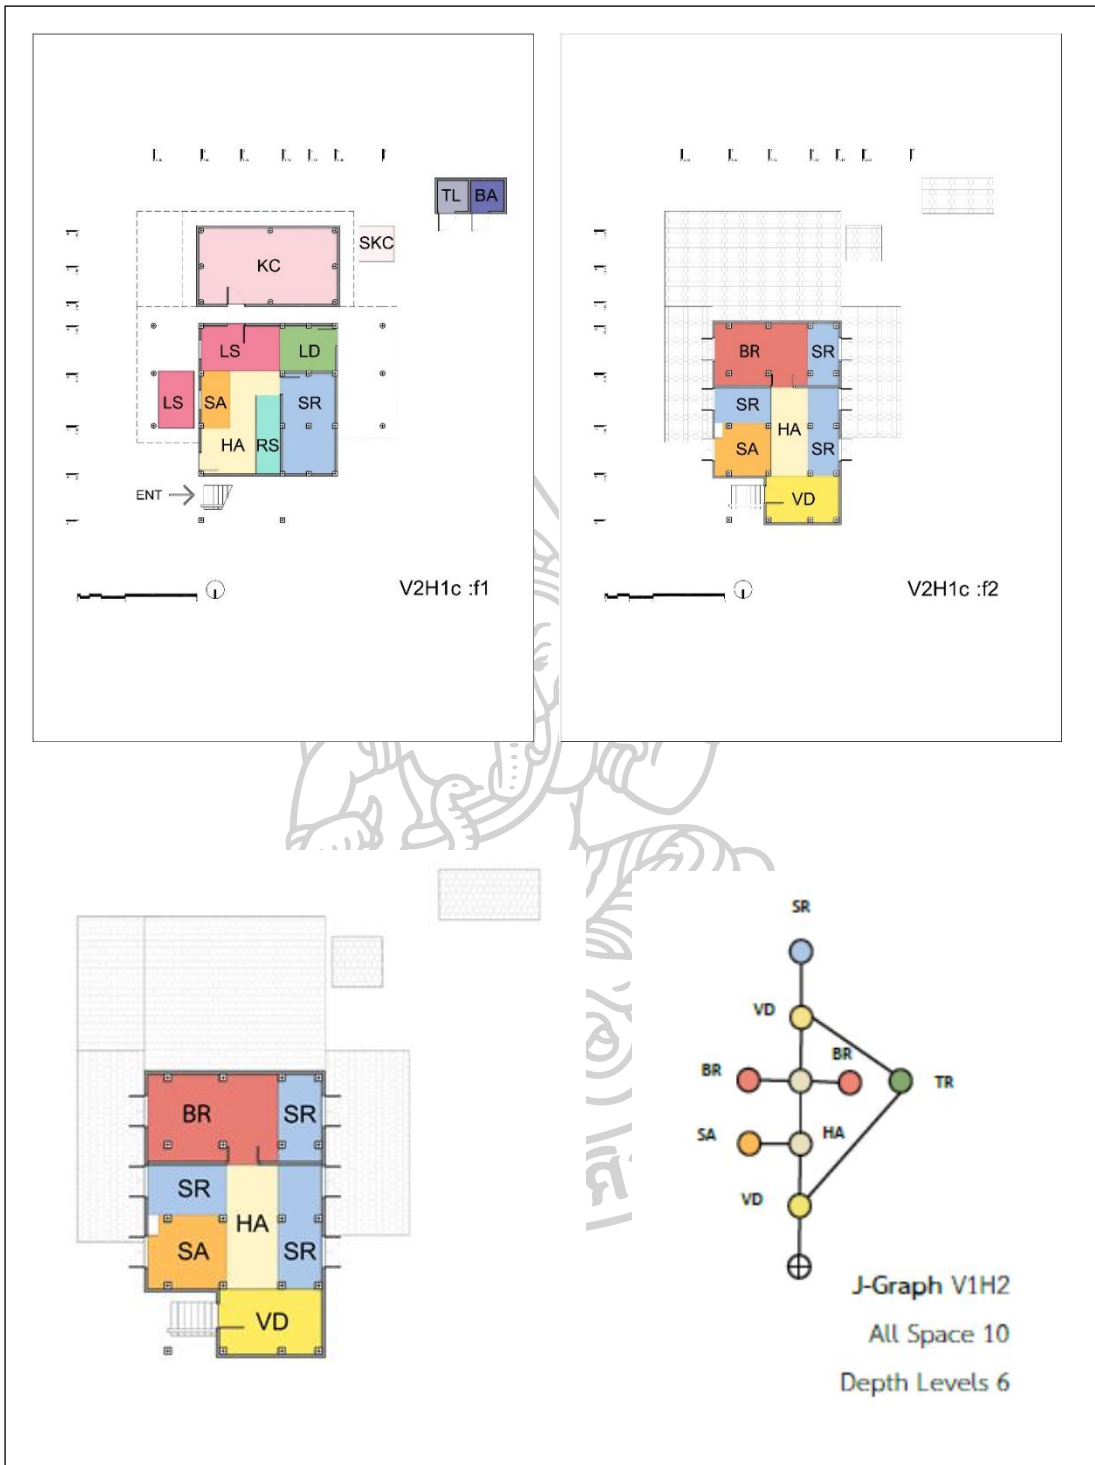 TL BA
SKC
KC
LS LD
LS SA SR
HA RS
ENT
V2H1c :f1
BR SR
SR
HA
SA SR
VD
V2H1c :f2
BR SR
SR
HA
SA SR
VD
SR
VD
BR
BR
TR
SA
HA
VD
J-Graph V1H2
All Space 10
Depth Levels 6